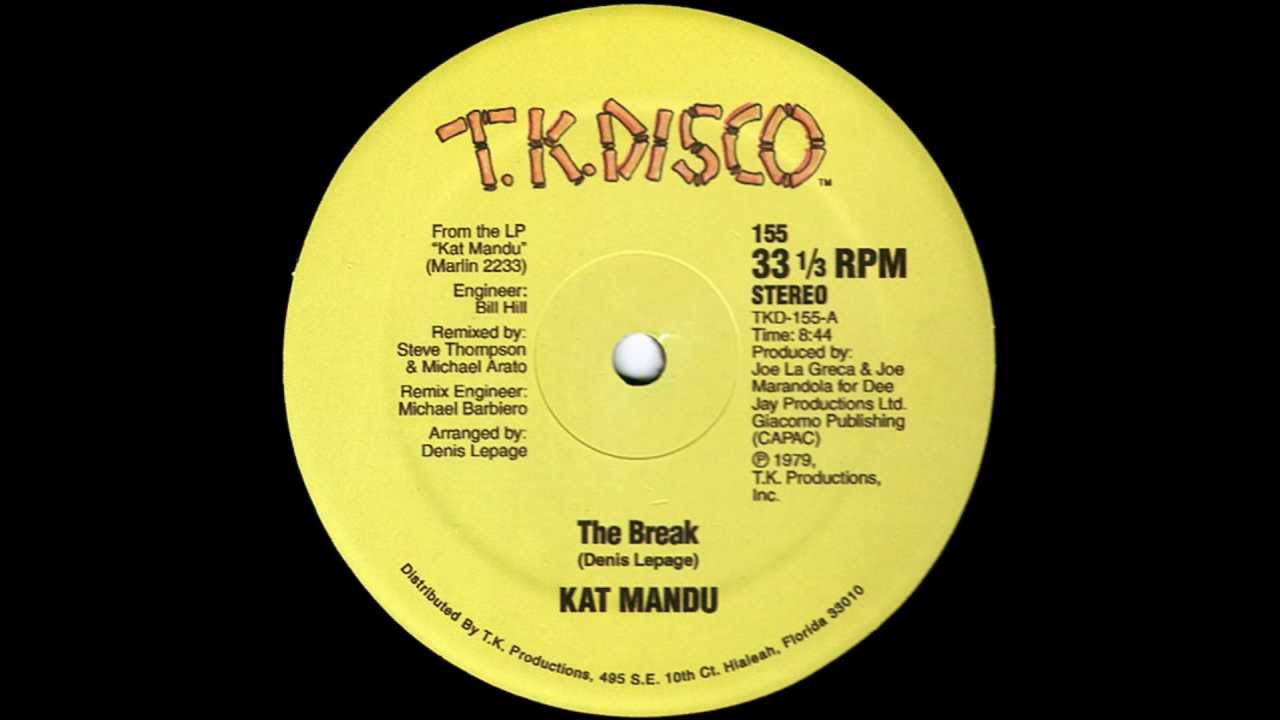 T.K.DISCO™
From the LP
“Kat Mandu”
(Marlin 2233)
Engineer:
Bill Hill
Remixed by:
Steve Thompson
& Michael Arato
Remix Engineer:
Michael Barbiero
Arranged by:
Denis Lepage
155
33 1/3 RPM
STEREO
TKD-155-A
Time: 8:44
Produced by:
Joe La Greca & Joe
Marandola for Dee
Jay Productions Ltd.
Giacomo Publishing
(CAPAC)
℗ 1979,
T.K. Productions,
Inc.
The Break
(Denis Lepage)
KAT MANDU
Distributed By T.K. Productions, 495 S.E. 10th Ct. Hialeah, Florida 33010